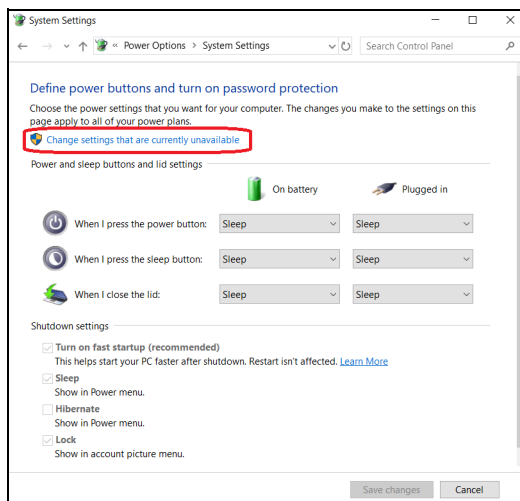 System Settings
« Power Options > System Settings
Search Control Panel
Define power buttons and turn on password protection
Choose the power settings that you want for your computer. The changes you make to the settings on this
page apply to all of your power plans.
Change settings that are currently unavailable
Power and sleep buttons and lid settings
On battery Plugged in
When I press the power button: Sleep Sleep
When I press the sleep button: Sleep Sleep
When I close the lid: Sleep Sleep
Shutdown settings
Turn on fast startup (recommended)
This helps start your PC faster after shutdown. Restart isn't affected. Learn More
Sleep
Show in Power menu.
Hibernate
Show in Power menu.
Lock
Show in account picture menu.
Save changes Cancel